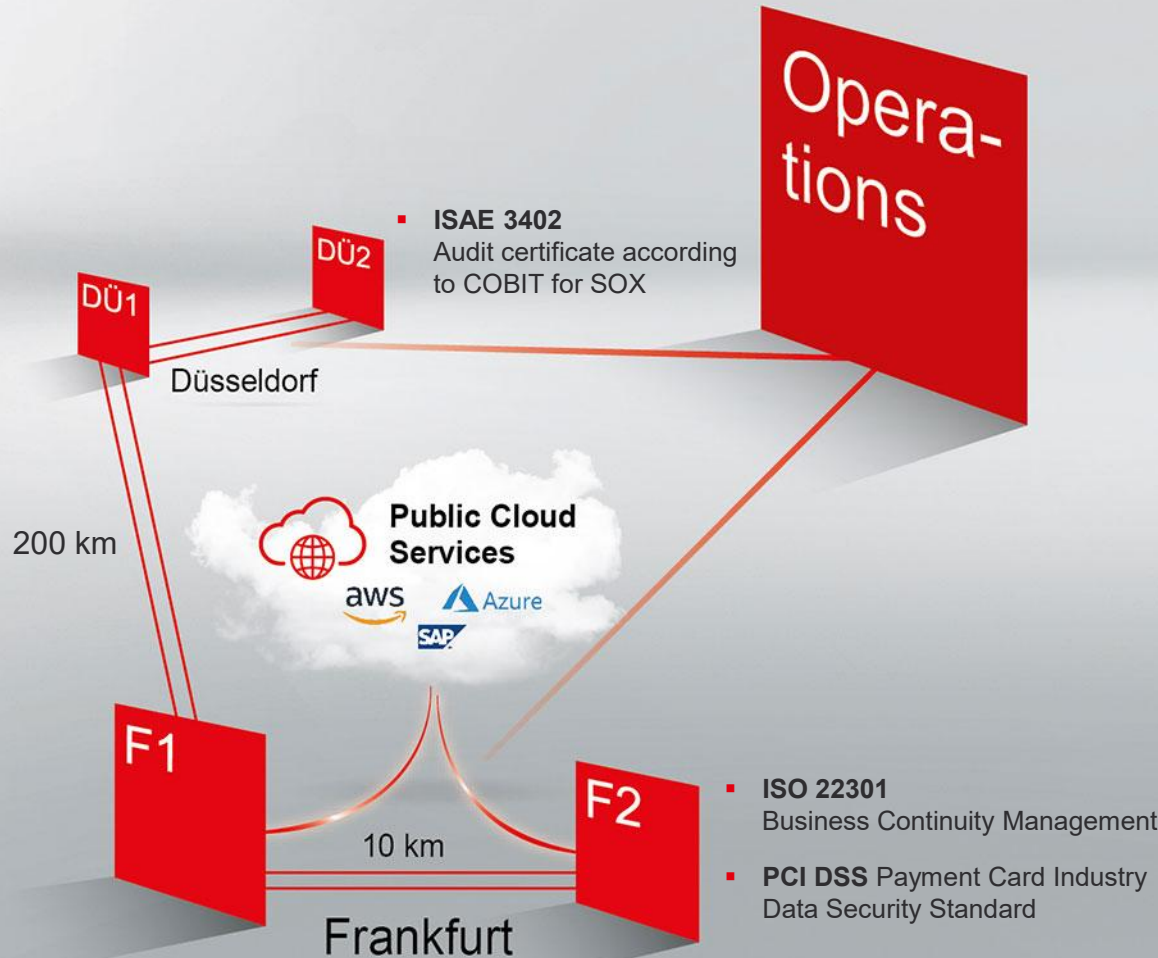 Opera-
tions
DÜ2
▪ ISAE 3402
Audit certificate according
to COBIT for SOX
DÜ1
Düsseldorf
200 km
Public Cloud
Services
aws
Azure
SAP
F1
F2
10 km
Frankfurt
▪ ISO 22301
Business Continuity Management
▪ PCI DSS Payment Card Industry
Data Security Standard